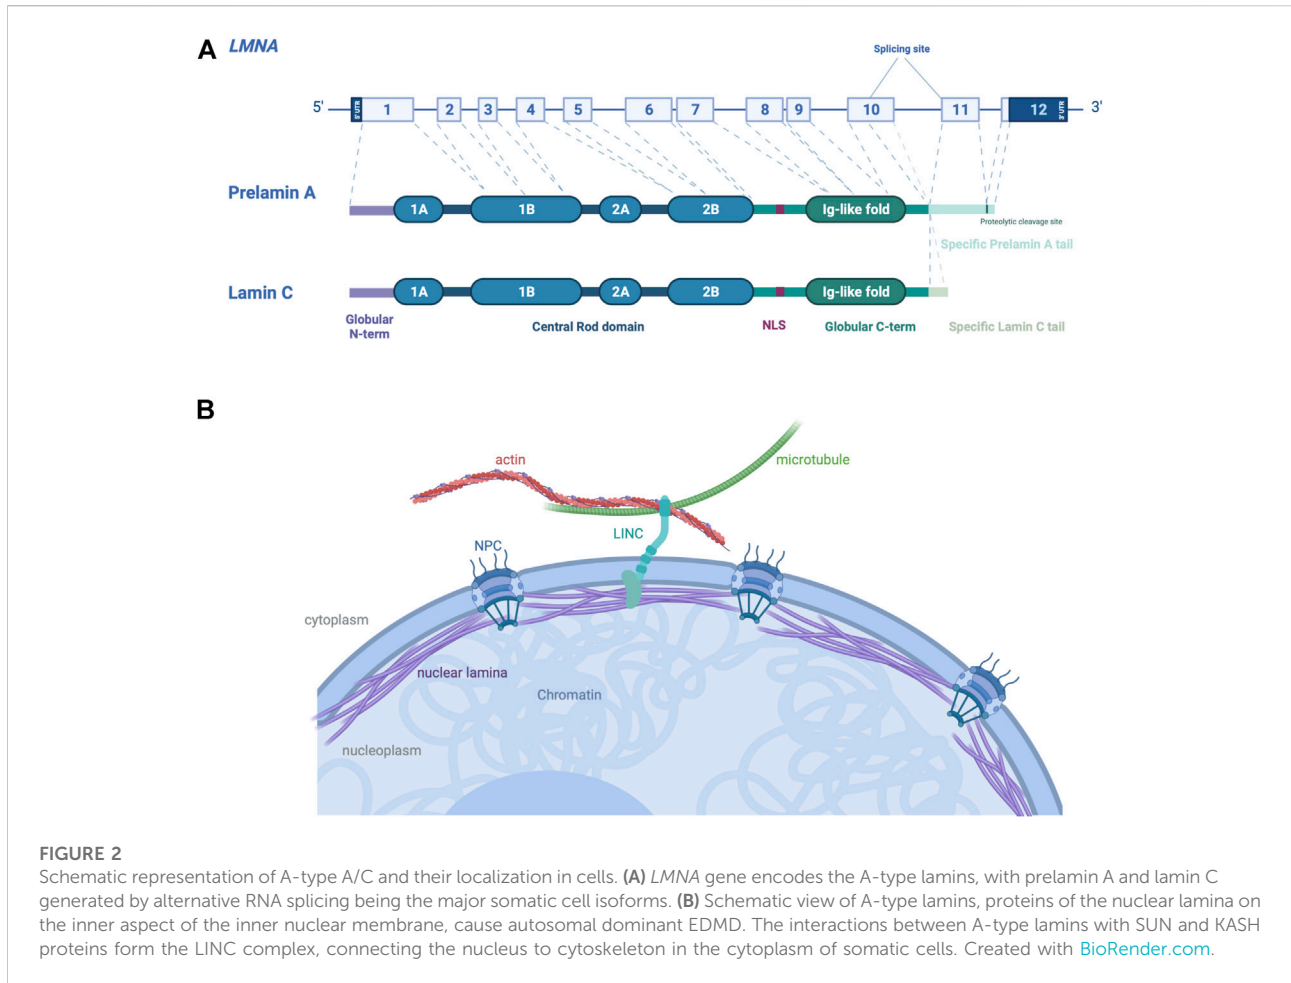 A LMNA
Splicing site
5' 5' UTR 1 2 3 4 5 6 7 8 9 10 11 12 3' UTR 3'
Prelamin A
1A 1B 2A 2B Ig-like fold
Proteolytic cleavage site
Specific Prelamin A tail
Lamin C
1A 1B 2A 2B Ig-like fold
Globular
N-term
Central Rod domain
NLS
Globular C-term
Specific Lamin C tail
B
actin
microtubule
LINC
NPC
cytoplasm
nuclear lamina
Chromatin
nucleoplasm
FIGURE 2
Schematic representation of A-type A/C and their localization in cells. (A) LMNA gene encodes the A-type lamins, with prelamin A and lamin C
generated by alternative RNA splicing being the major somatic cell isoforms. (B) Schematic view of A-type lamins, proteins of the nuclear lamina on
the inner aspect of the inner nuclear membrane, cause autosomal dominant EDMD. The interactions between A-type lamins with SUN and KASH
proteins form the LINC complex, connecting the nucleus to cytoskeleton in the cytoplasm of somatic cells. Created with BioRender.com.